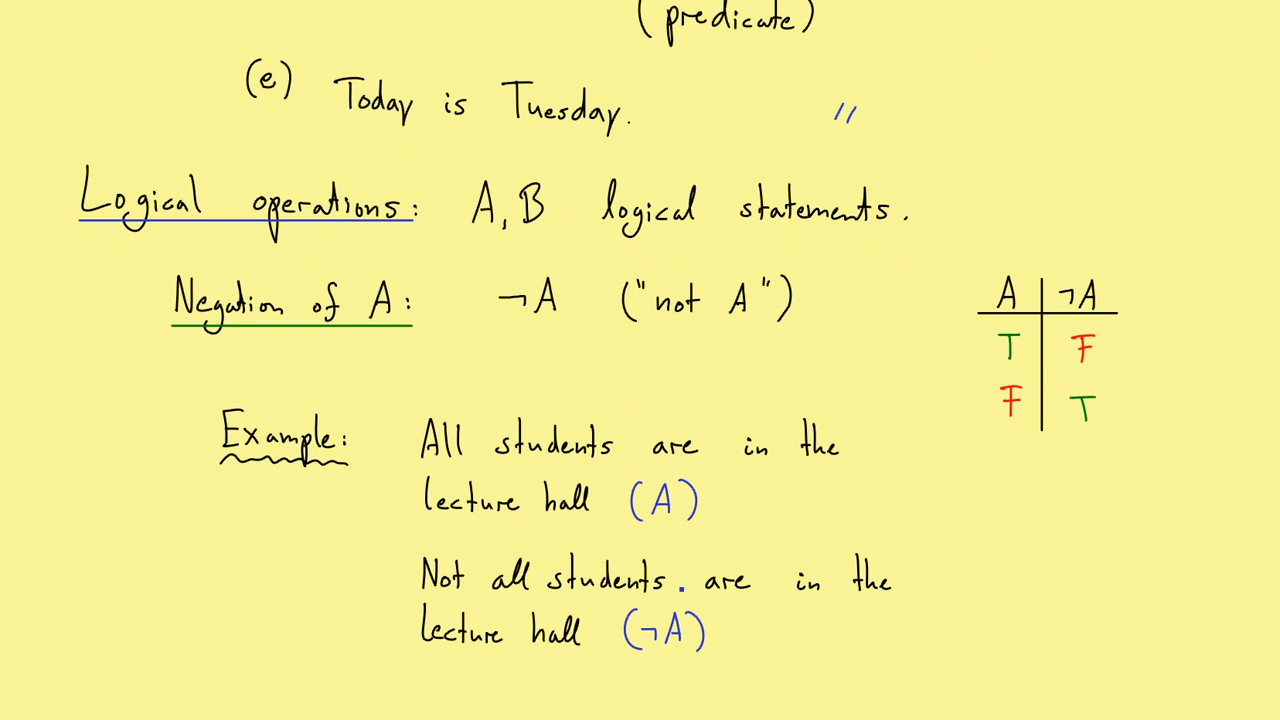 (predicate)
(e) Today is Tuesday. "
Logical operations: A, B logical statements.
Negation of A: ¬A ("not A")
A ¬A
T F
F T
Example: All students are in the
lecture hall (A)
Not all students. are in the
lecture hall (¬A)